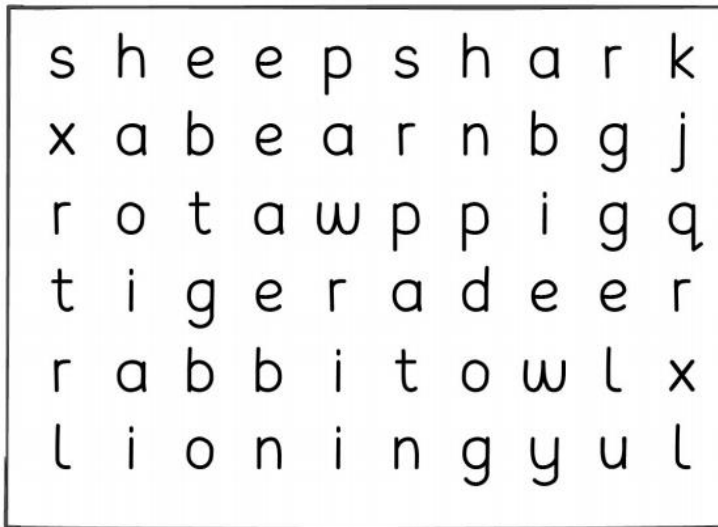 s h e e p s h a r k
x a b e a r n b g j
r o t a w p p i g q
t i g e r a d e e r
r a b b i t o w l x
l i o n i n g y u l